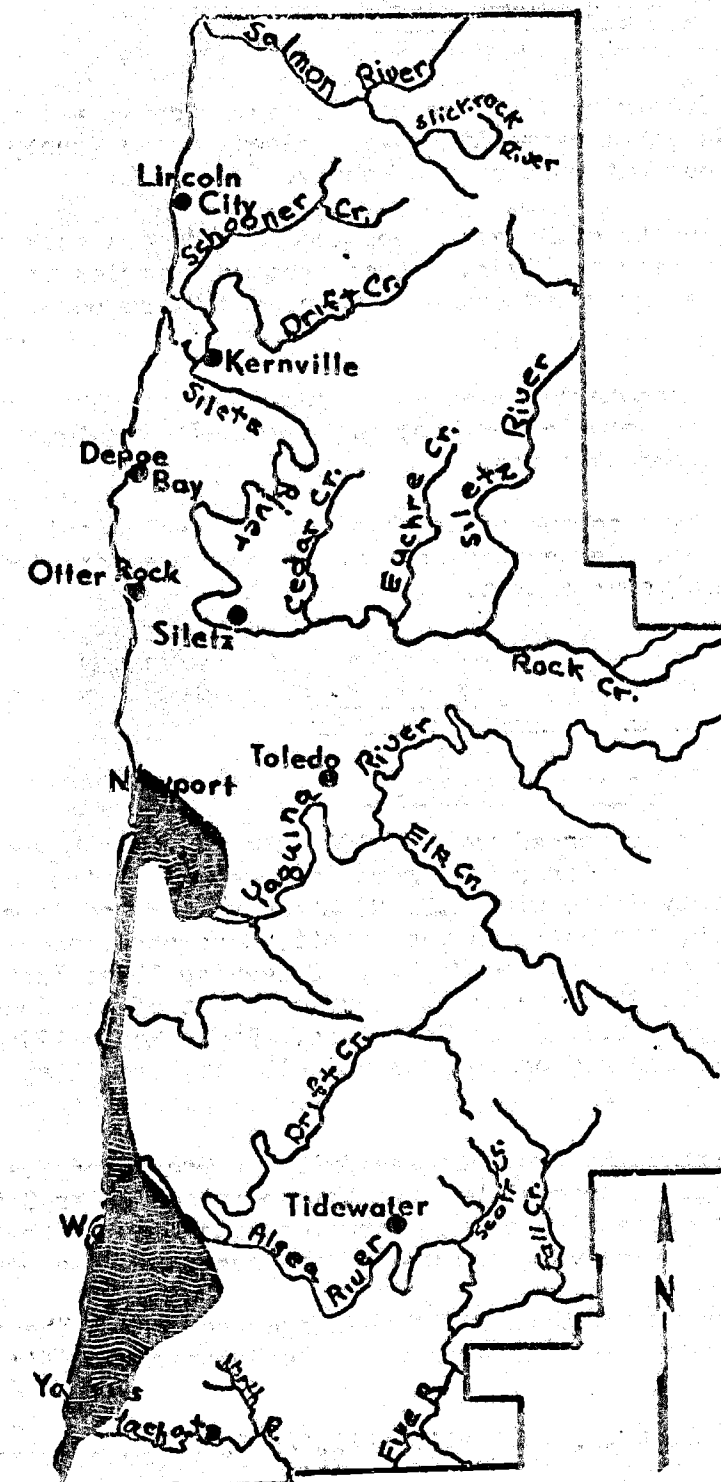 Salmon River
Slick rock River
Lincoln City
Schooner Cr.
Drift Cr.
Kernville
Siletz River
Depoe Bay
Cedar Cr.
Euchre Cr.
Siletz River
Otter Rock
Siletz
Rock Cr.
Toledo
Yaquina River
Elk Cr.
Drift Cr.
Tidewater
Alsea River
Scott Cr.
Fall Cr.
N
North
R.
Five R.